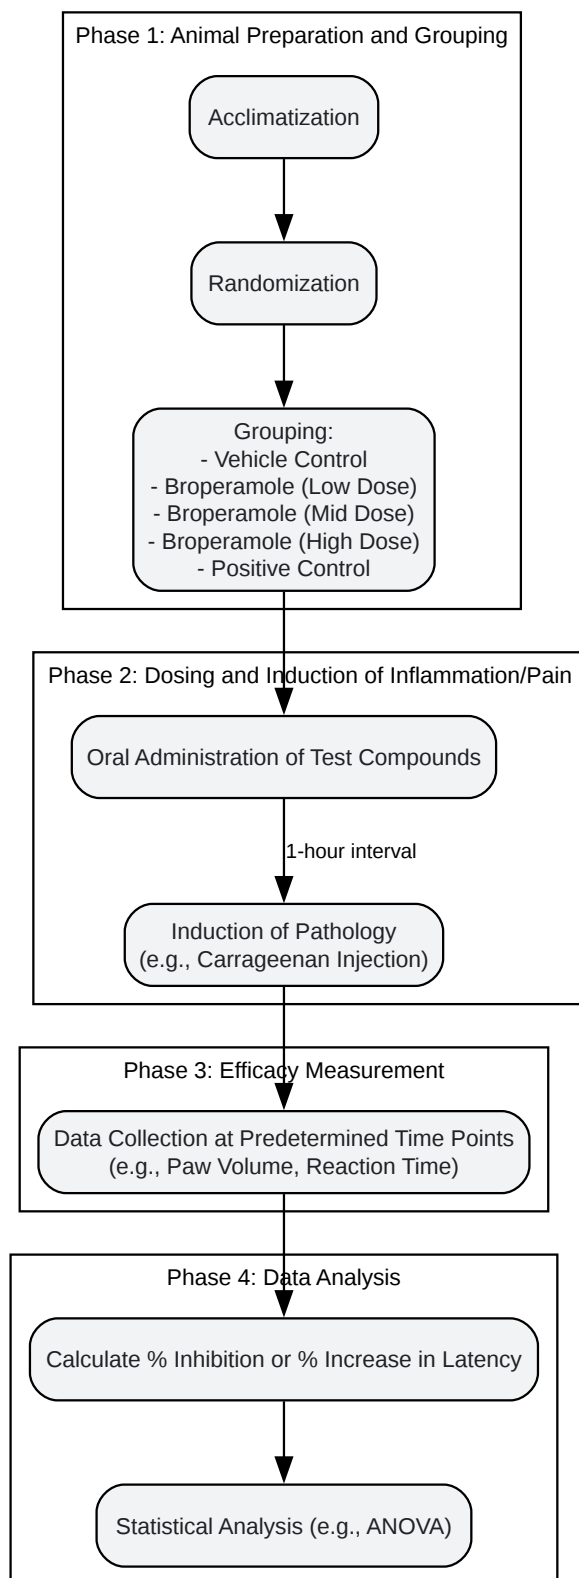 Phase 1: Animal Preparation and Grouping
Acclimatization
Randomization
Grouping:
- Vehicle Control
- Broperamole (Low Dose)
- Broperamole (Mid Dose)
- Broperamole (High Dose)
- Positive Control
Phase 2: Dosing and Induction of Inflammation/Pain
Oral Administration of Test Compounds
1-hour interval
Induction of Pathology
(e.g., Carrageenan Injection)
Phase 3: Efficacy Measurement
Data Collection at Predetermined Time Points
(e.g., Paw Volume, Reaction Time)
Phase 4: Data Analysis
Calculate % Inhibition or % Increase in Latency
Statistical Analysis (e.g., ANOVA)